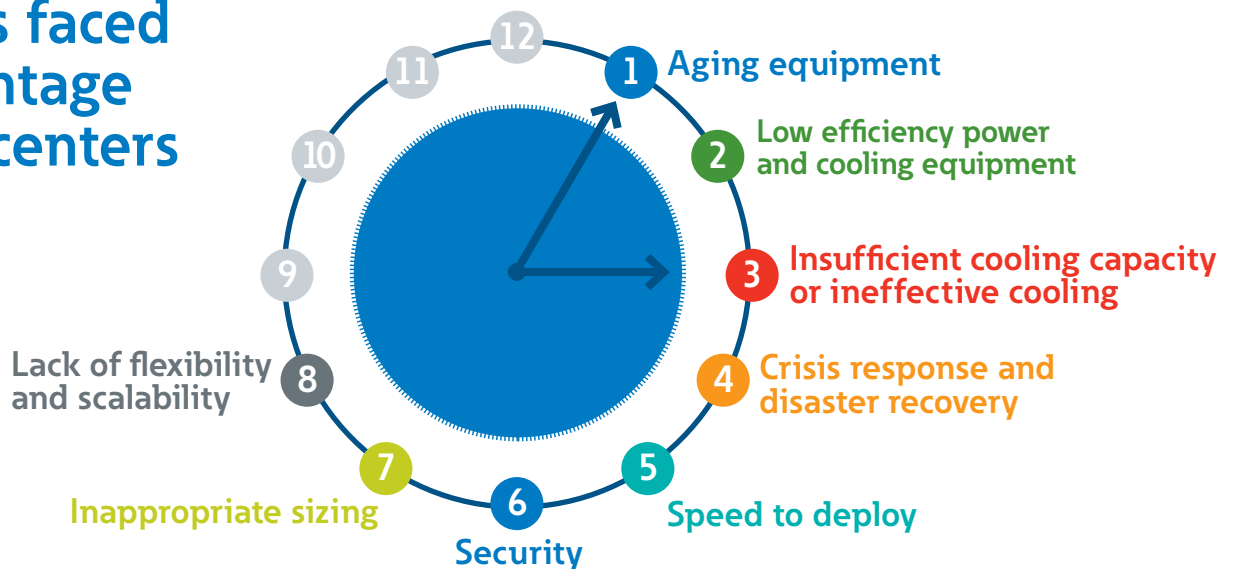 s faced
ntage
centers
12
1
Aging equipment
2
Low efficiency power
and cooling equipment
3
Insufficient cooling capacity
or ineffective cooling
4
Crisis response and
disaster recovery
5
Speed to deploy
6
Security
7
Inappropriate sizing
8
Lack of flexibility
and scalability
9
10
11